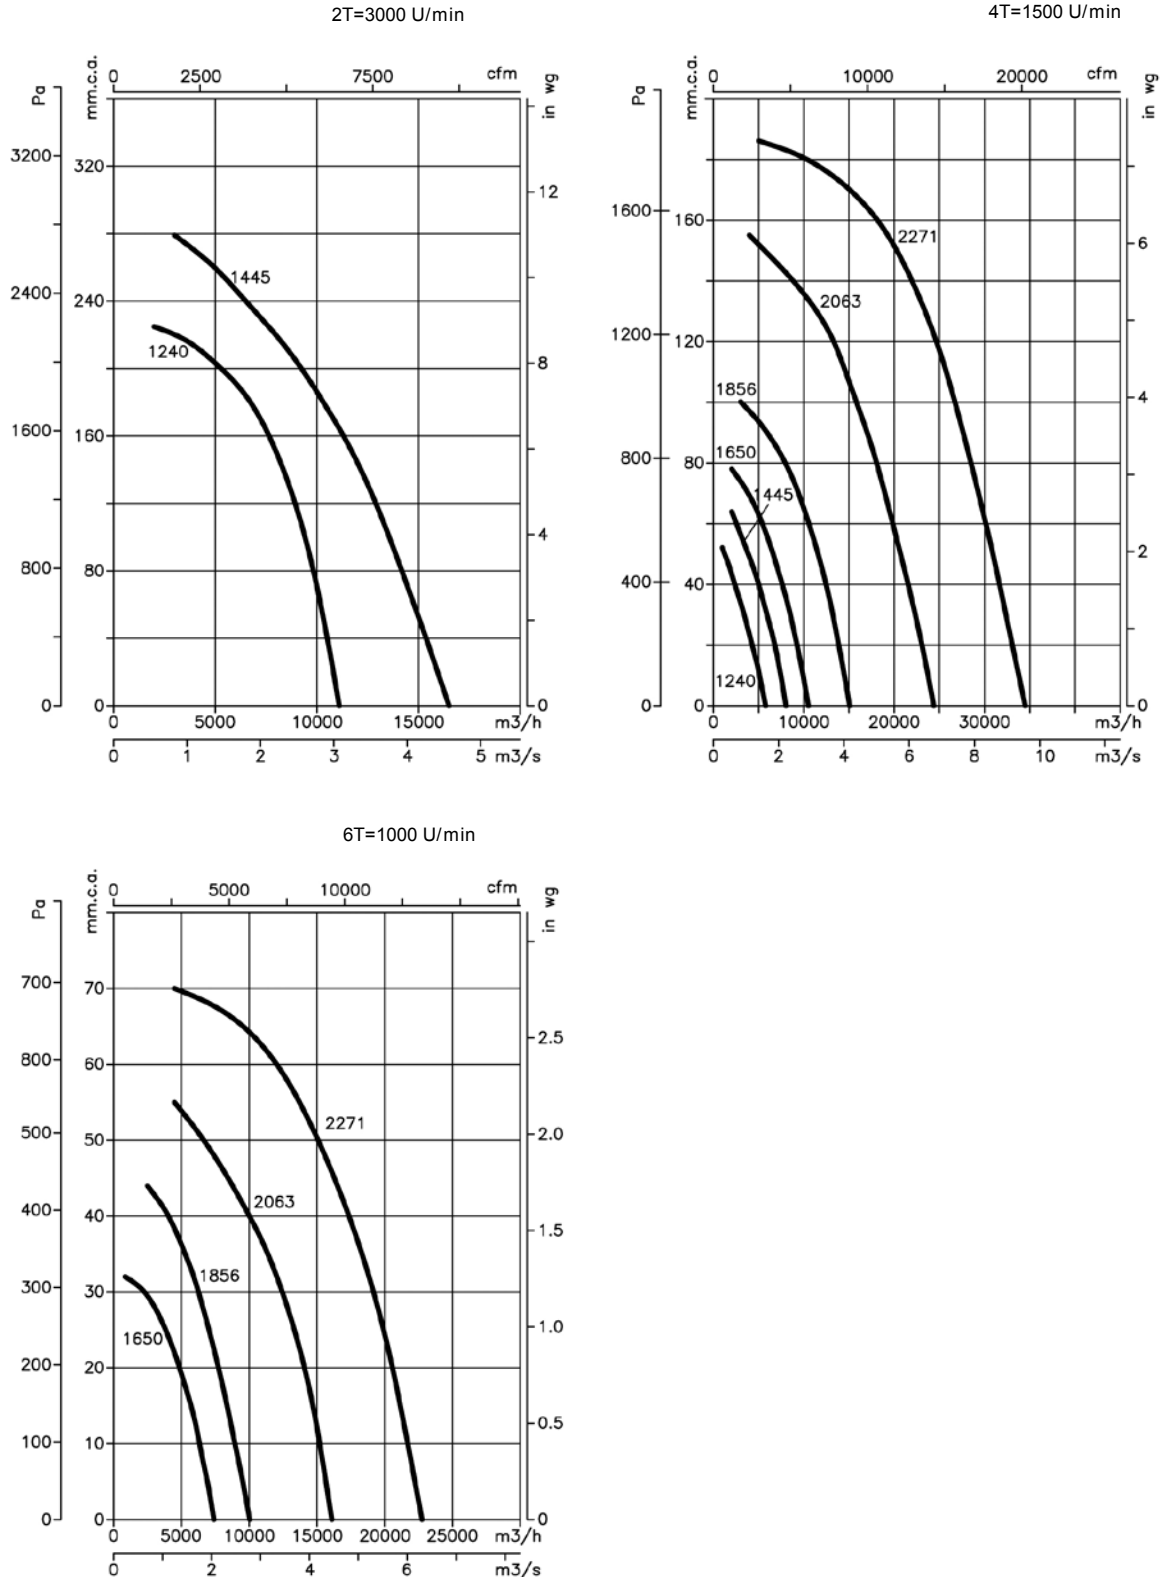 2T=3000 U/min
Pa
mm.c.a.
0 2500 7500 cfm
in wg
3200 320
12
1445
2400 240
1240
8
1600 160
4
800 80
0 0 0
0 5000 10000 15000 m3/h
0 1 2 3 4 5 m3/s
4T=1500 U/min
Pa
mm.c.a.
0 10000 20000 cfm
.in wg
1600 160
2271
6
2063
1200 120
1856
4
1650
800 80
1445
2
400 40
1240
0 0 0
0 10000 20000 30000 m3/h
0 2 4 6 8 10 m3/s
6T=1000 U/min
Pa
mm.c.a.
0 5000 10000 cfm
in wg
700 70
2.5
800 60
2271
500 50 2.0
2063
400 40
1.5
1856
300 30
1650
1.0
200 20
0.5
100 10
0 0 0
0 5000 10000 15000 20000 25000 m3/h
0 2 4 6 m3/s